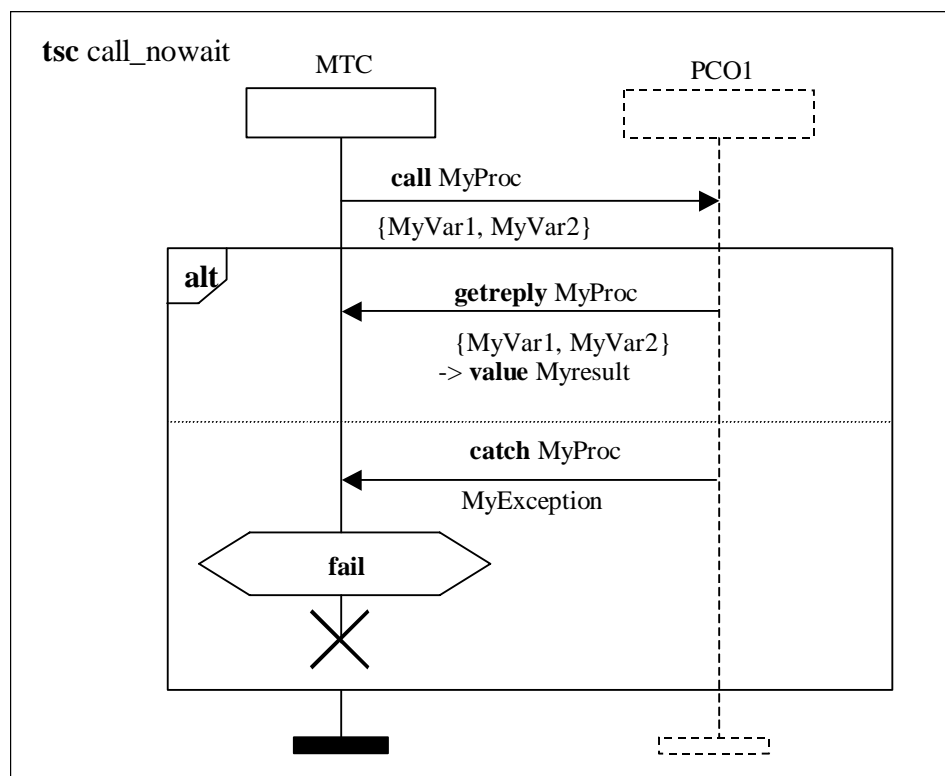 tsc call_nowait
MTC
PCO1
call MyProc
{MyVar1, MyVar2}
alt
getreply MyProc
{MyVar1, MyVar2}
-> value Myresult
catch MyProc
MyException
fail